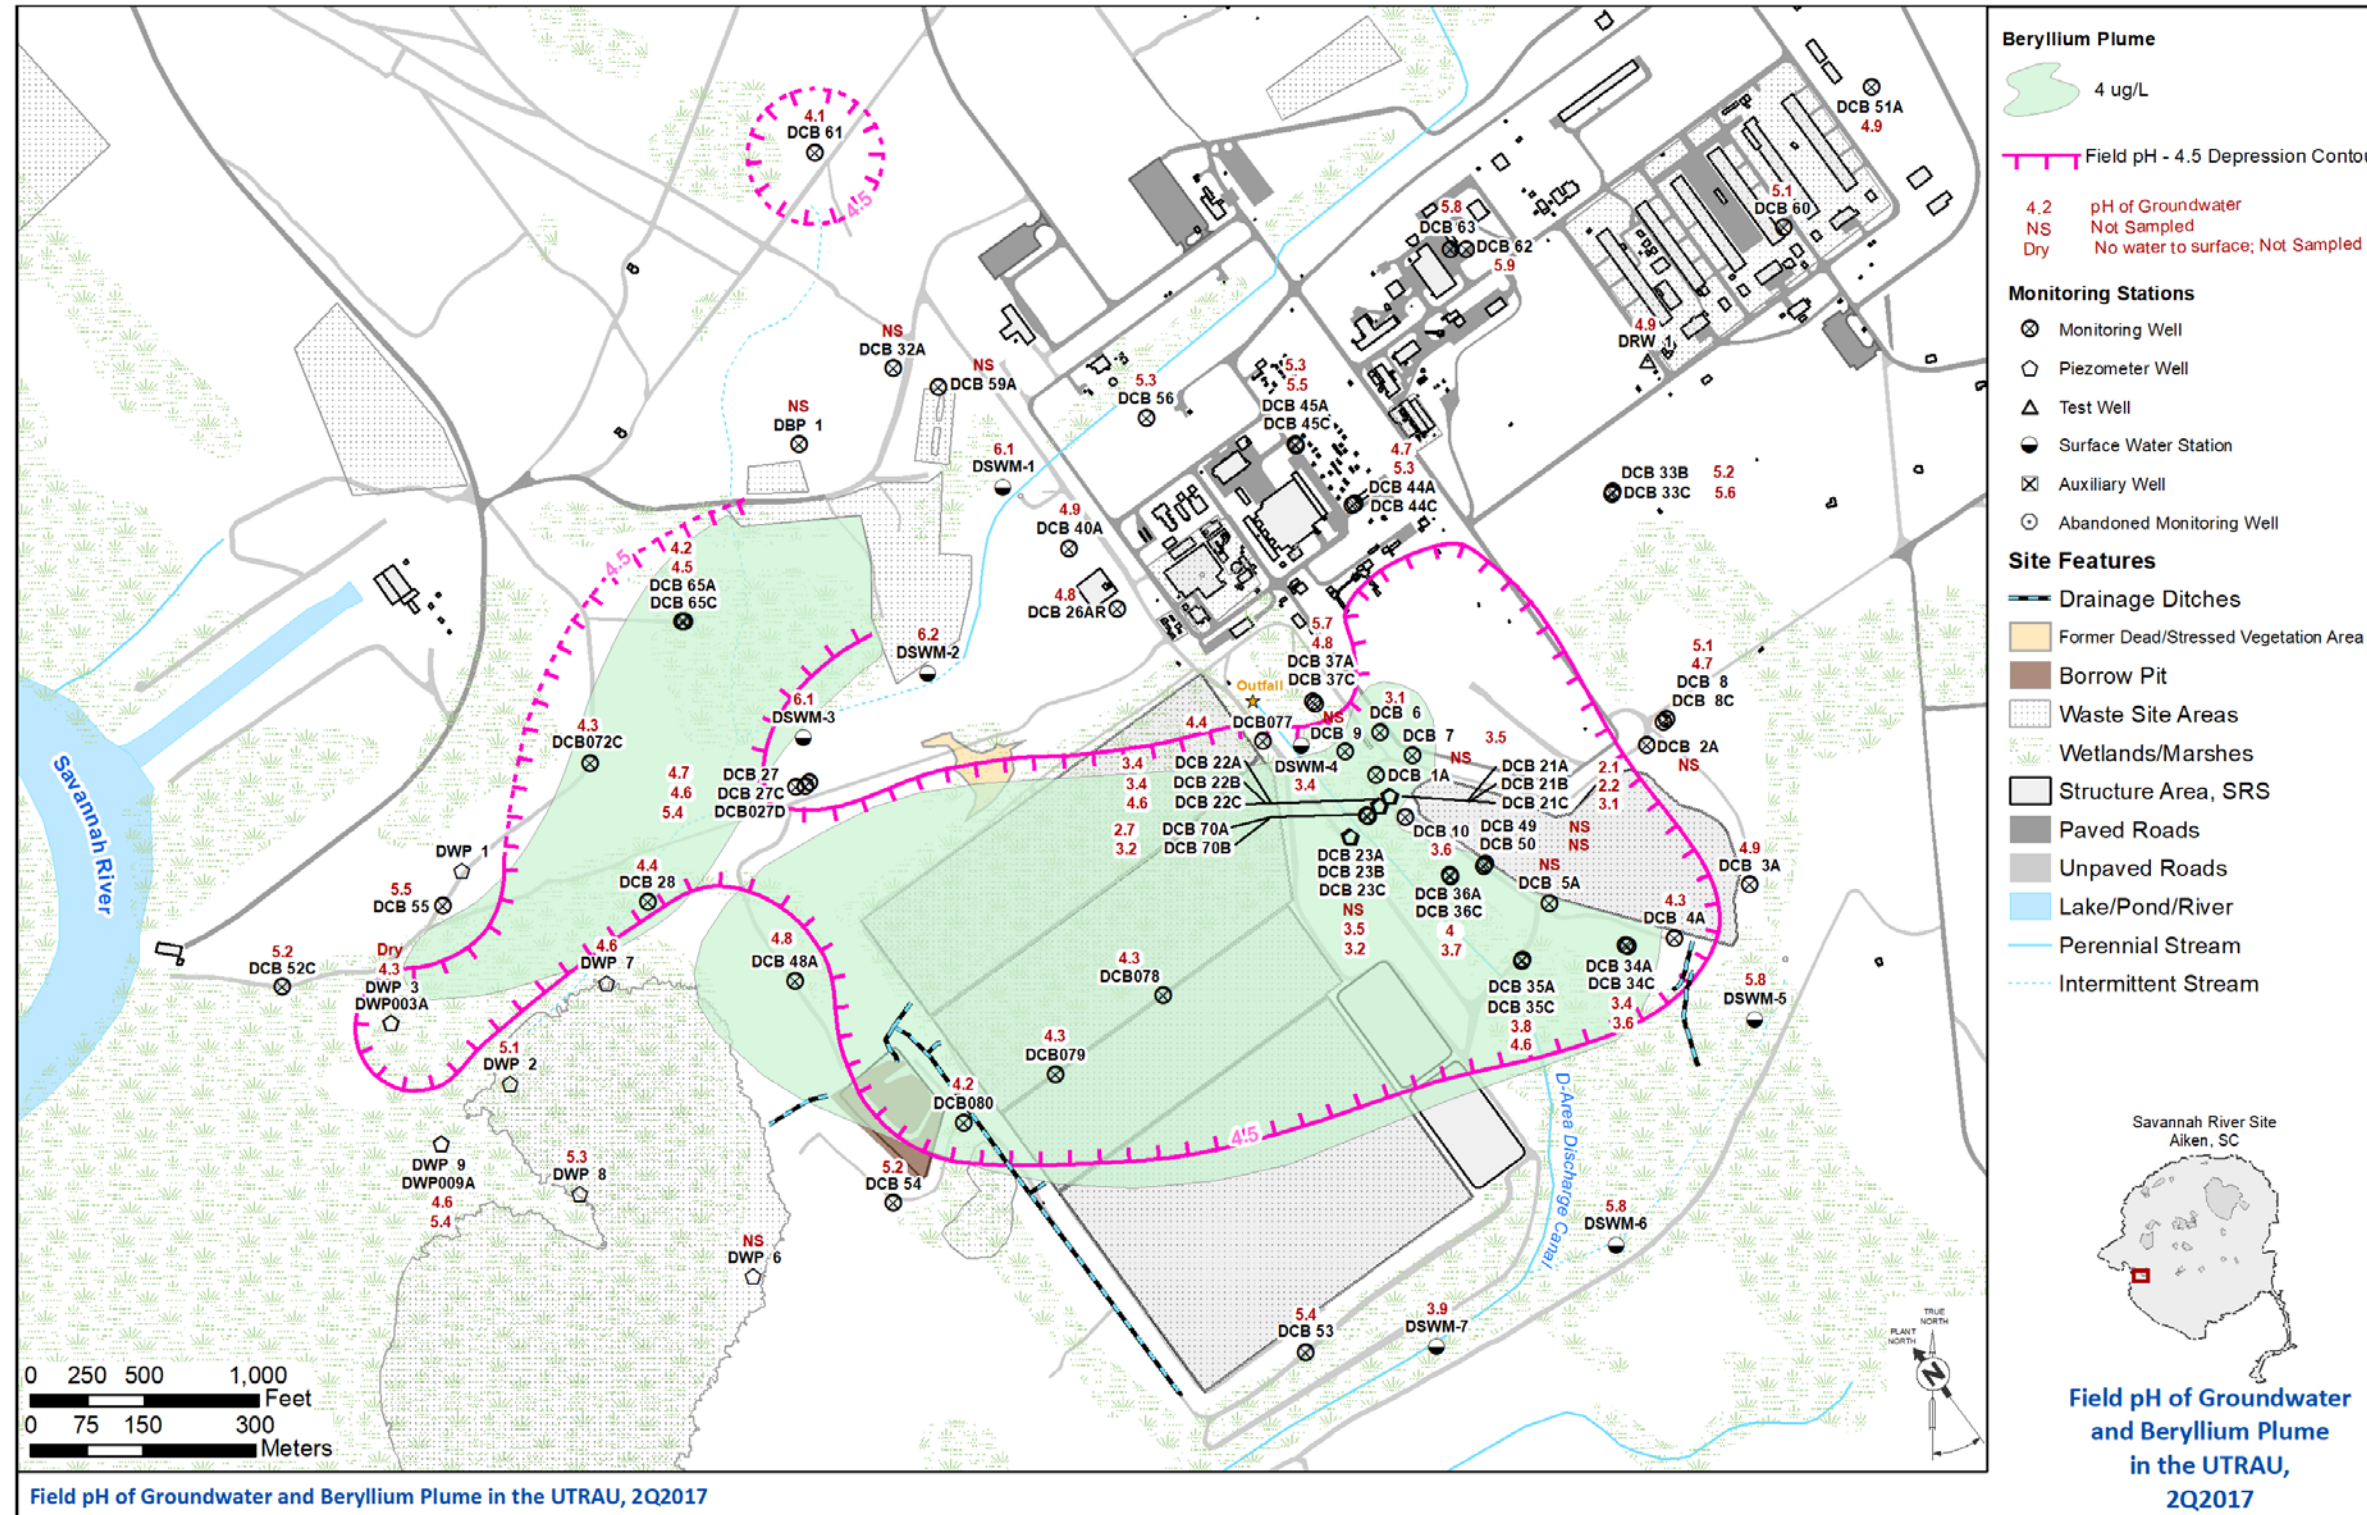 4.1
DCB 61
4.5
NS
DCB 32A
NS
DCB 59A
NS
DBP 1
B
B
5.3
DCB 56
6.1
DSWM-1
4.9
DCB 40A
4.8
DCB 26AR
5.3
5.5
DCB 45A
DCB 45C
4.7
5.3
DCB 44A
DCB 44C
5.8
DCB 63
DCB 62
5.9
4.9
DRW 1
5.1
DCB 60
DCB 51A
4.9
DCB 33B 5.2
DCB 33C 5.6
4.5
4.2
4.5
DCB 65A
DCB 65C
6.2
DSWM-2
6.1
DSWM-3
4.3
DCB072C
4.7
4.6
5.4
DCB 27
DCB 27C
DCB027D
4.4
DCB 28
DWP 1
5.5
DCB 55
5.2
DCB 52C
Dry
4.3
DWP 3
DWP003A
4.6
DWP 7
5.1
DWP 2
DWP 9
DWP009A
4.6
5.4
5.3
DWP 8
NS
DWP 6
4.8
DCB 48A
5.2
DCB 54
4.2
DCB080
4.3
DCB079
4.3
DCB078
4.5
5.7
4.8
DCB 37A
DCB 37C
Outfall
4.4
DCB077
NS
DCB 9
DSWM-4
3.4
3.1
DCB 6
DCB 7
NS
3.5
DCB 1A
3.4
3.4
4.6
DCB 22A
DCB 22B
DCB 22C
2.7
3.2
DCB 70A
DCB 70B
DCB 21A
DCB 21B
DCB 21C
2.1
2.2
3.1
DCB 10
3.6
DCB 49
DCB 50
NS
NS
DCB 23A
DCB 23B
DCB 23C
NS
3.5
3.2
DCB 36A
DCB 36C
4
3.7
NS
DCB 5A
5.1
4.7
DCB 8
DCB 8C
DCB 2A
NS
4.9
DCB 3A
4.3
DCB 4A
DCB 34A
DCB 34C
3.4
3.6
DCB 35A
DCB 35C
3.8
4.6
5.8
DSWM-5
5.8
DSWM-6
3.9
DSWM-7
5.4
DCB 53
Savannah River
D-Area Discharge Canal
0 250 500 1,000
Feet
0 75 150 300
Meters
TRUE
NORTH
PLANT
NORTH
N
Field pH of Groundwater and Beryllium Plume in the UTRAU, 2Q2017
Beryllium Plume
4 ug/L
Field pH - 4.5 Depression Contou
4.2 pH of Groundwater
NS Not Sampled
Dry No water to surface; Not Sampled
Monitoring Stations
Monitoring Well
Piezometer Well
Test Well
Surface Water Station
Auxiliary Well
Abandoned Monitoring Well
Site Features
Drainage Ditches
Former Dead/Stressed Vegetation Area
Borrow Pit
Waste Site Areas
Wetlands/Marshes
Structure Area, SRS
Paved Roads
Unpaved Roads
Lake/Pond/River
Perennial Stream
Intermittent Stream
Savannah River Site
Aiken, SC
Field pH of Groundwater
and Beryllium Plume
in the UTRAU,
2Q2017